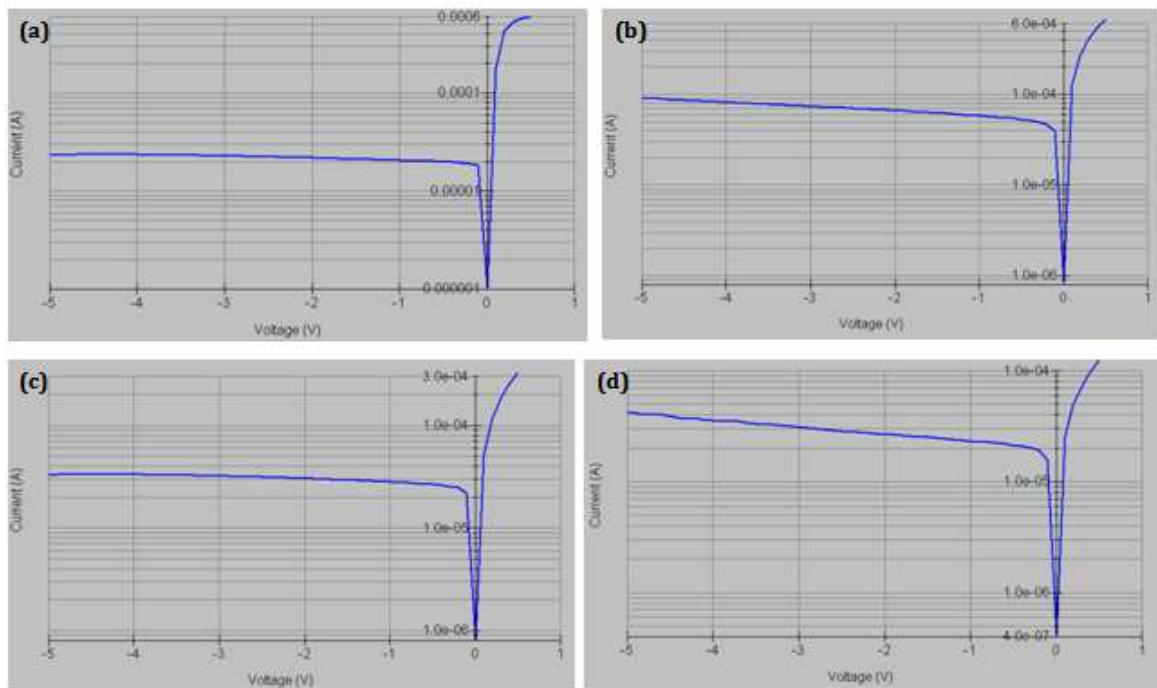 (a)
0.0006
0.0001
0.00001
0.000001
Current (A)
-5 -4 -3 -2 -1 0 1
Voltage (V)
(b)
6.0e-04
1.0e-04
1.0e-05
1.0e-06
Current (A)
-5 -4 -3 -2 -1 0 1
Voltage (V)
(c)
3.0e-04
1.0e-04
1.0e-05
1.0e-06
Current (A)
-5 -4 -3 -2 -1 0 1
Voltage (V)
(d)
1.0e-04
1.0e-05
1.0e-06
4.0e-07
Current (A)
-5 -4 -3 -2 -1 0 1
Voltage (V)